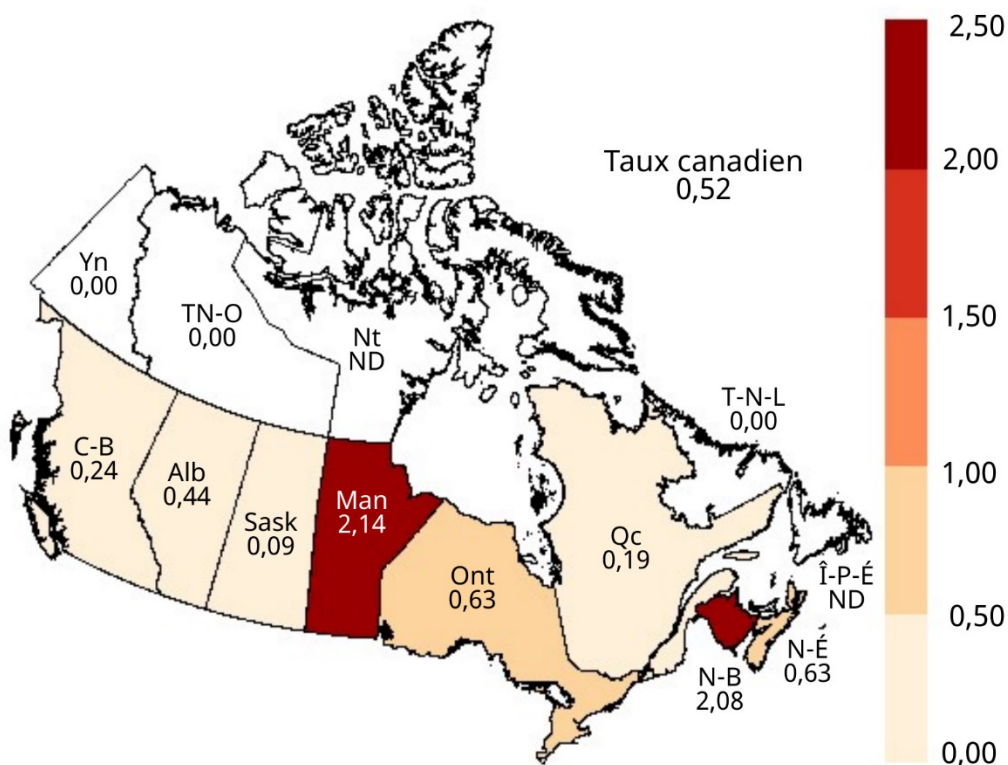 2,50
Taux canadien
0,52
2,00
Yn
0,00
TN-O
0,00
Nt
ND
1,50
T-N-L
0,00
C-B
0,24
Alb
0,44
Sask
0,09
Man
2,14
1,00
Qc
0,19
Ont
0,63
Î-P-É
ND
0,50
N-É
0,63
N-B
2,08
0,00